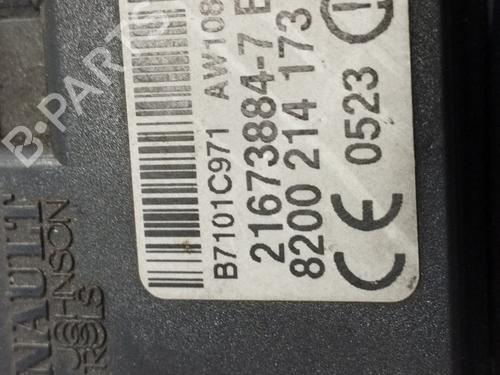 B7101C971 AW108
21673884-7 E
8200 214 173
CE 0523
NAULT
JOHNSON
ROLS
B-PARTS